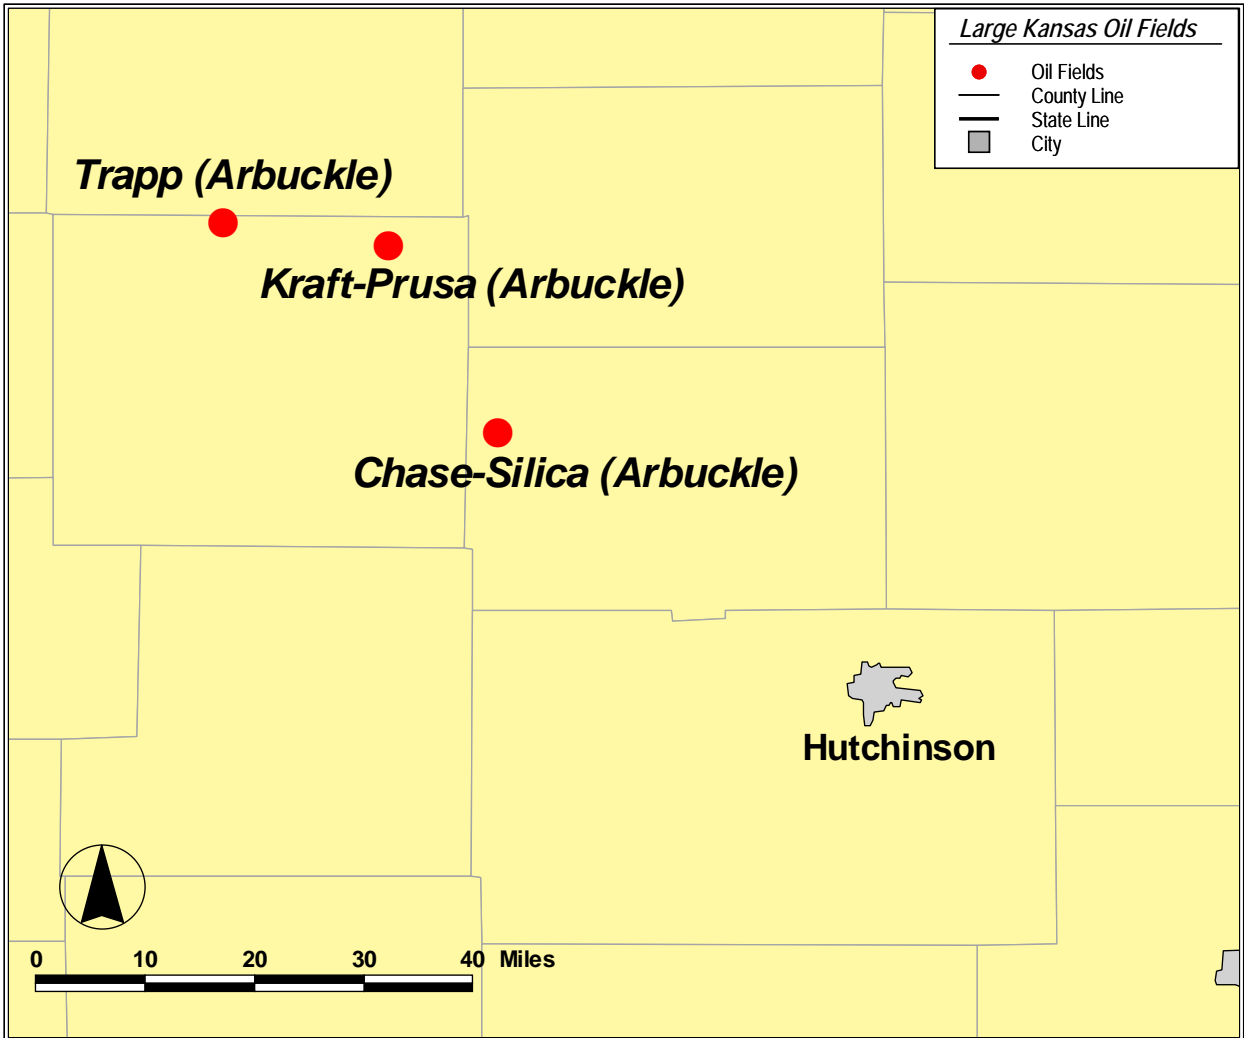 Large Kansas Oil Fields
Oil Fields
County Line
State Line
City
Trapp (Arbuckle)
Kraft-Prusa (Arbuckle)
Chase-Silica (Arbuckle)
Hutchinson
0 10 20 30 40 Miles